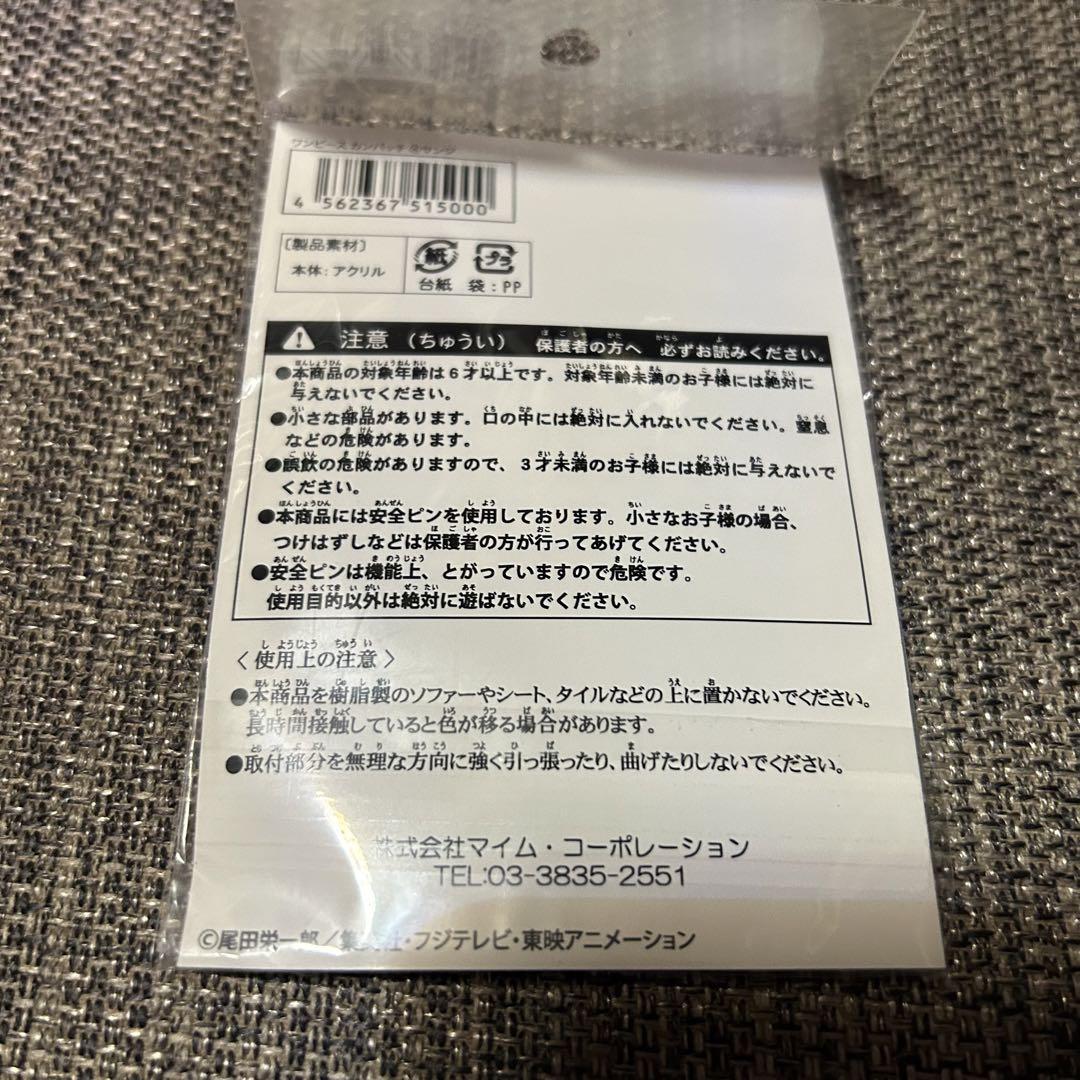 ワンピース カンバッチ ②サンジ
4 562367 515000
[製品素材]
本体:アクリル
紙 プラ
台紙 袋:PP
注意 (ちゅうい) 保護者の方へ 必ずお読みください。
●本商品の対象年齢は6才以上です。対象年齢未満のお子様には絶対に
与えないでください。
●小さな部品があります。口の中には絶対に入れないでください。窒息
などの危険があります。
●誤飲の危険がありますので、3才未満のお子様には絶対に与えないで
ください。
●本商品には安全ピンを使用しております。小さなお子様の場合、
つけはずしなどは保護者の方が行ってあげてください。
●安全ピンは機能上、とがっていますので危険です。
使用目的以外は絶対に遊ばないでください。
〈使用上の注意〉
●本商品を樹脂製のソファーやシート、タイルなどの上に置かないでください。
長時間接触していると色が移る場合があります。
●取付部分を無理な方向に強く引っ張ったり、曲げたりしないでください。
株式会社マイム・コーポレーション
TEL:03-3835-2551
©尾田栄一郎/集英社・フジテレビ・東映アニメーション